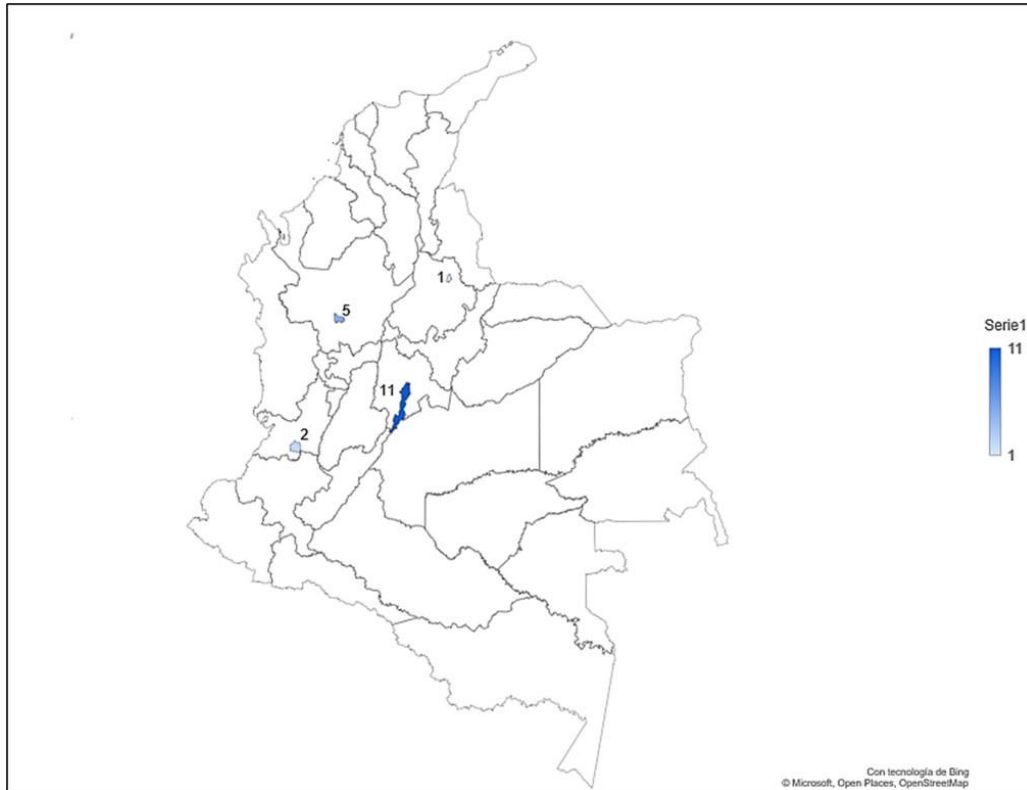 1
5
11
2
Serie1
11
1
Con tecnología de Bing
© Microsoft, Open Places, OpenStreetMap